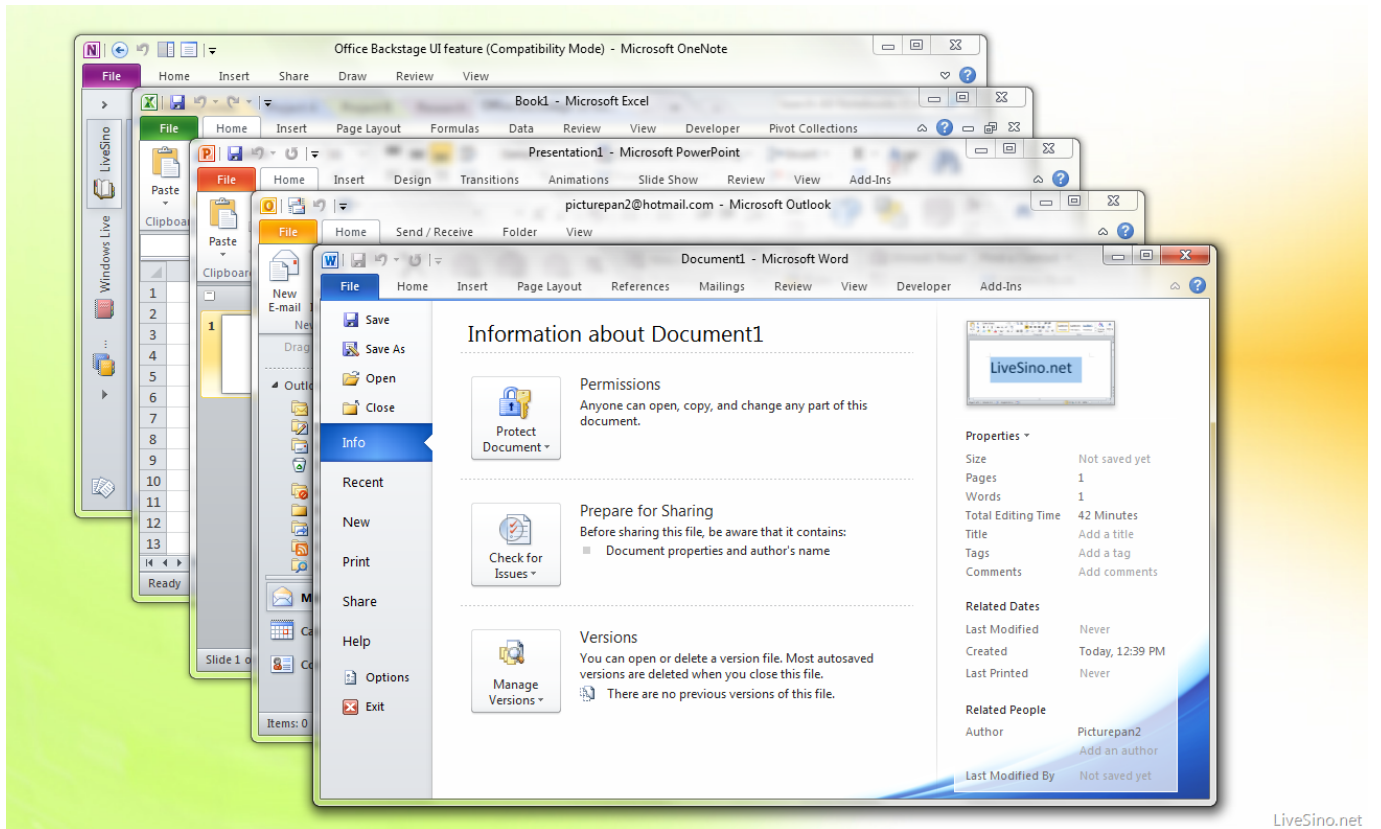 Office Backstage UI feature (Compatibility Mode) - Microsoft OneNote
File Home Insert Share Draw Review View
LiveSino
Windows Live
Book1 - Microsoft Excel
File Home Insert Page Layout Formulas Data Review View Developer Pivot Collections
Paste
1
2
3
4
5
6
7
8
9
10
11
12
13
Ready
Presentation1 - Microsoft PowerPoint
File Home Insert Design Transitions Animations Slide Show Review View Add-Ins
Paste
1
picturepan2@hotmail.com - Microsoft Outlook
File Home Send / Receive Folder View
New
E-mail
Drag
Items: 0
Document1 - Microsoft Word
File Home Insert Page Layout References Mailings Review View Developer Add-Ins
Save
Save As
Open
Close
Info
Recent
New
Print
Share
Help
Options
Exit
Information about Document1
Protect
Document
Permissions
Anyone can open, copy, and change any part of this
document.
Check for
Issues
Prepare for Sharing
Before sharing this file, be aware that it contains:
Document properties and author's name
Manage
Versions
Versions
You can open or delete a version file. Most autosaved
versions are deleted when you close this file.
There are no previous versions of this file.
LiveSino.net
Properties
Size Not saved yet
Pages 1
Words 1
Total Editing Time 42 Minutes
Title Add a title
Tags Add a tag
Comments Add comments
Related Dates
Last Modified Never
Created Today, 12:39 PM
Last Printed Never
Related People
Author Picturepan2
Add an author
Last Modified By Not saved yet
LiveSino.net